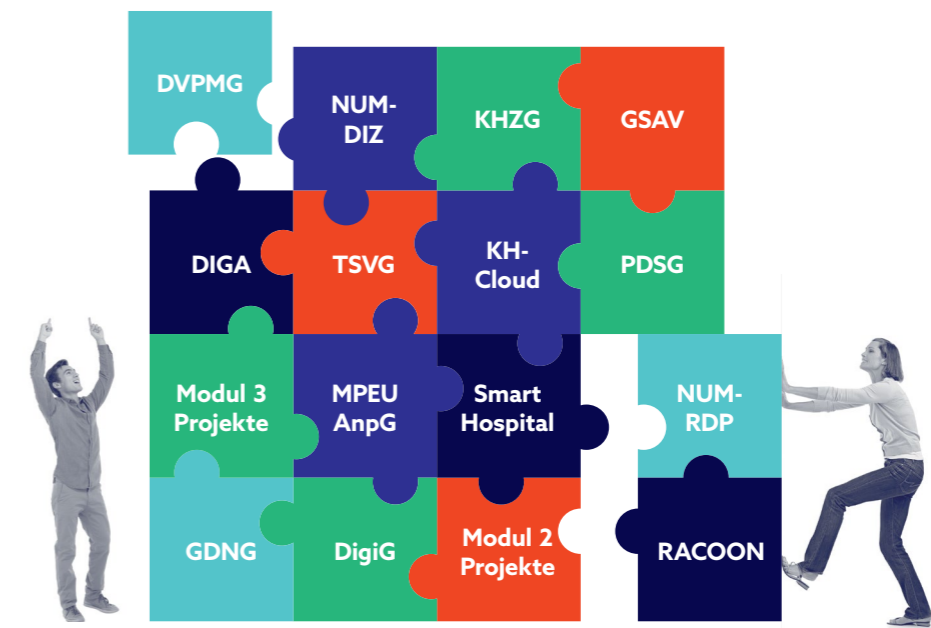 DVPMG
NUM-
DIZ
KHZG
GSAV
DIGA
TSVG
KH-
Cloud
PDSG
Modul 3
Projekte
MPEU
AnpG
Smart
Hospital
NUM-
RDP
GDNG
DigiG
Modul 2
Projekte
RACOON